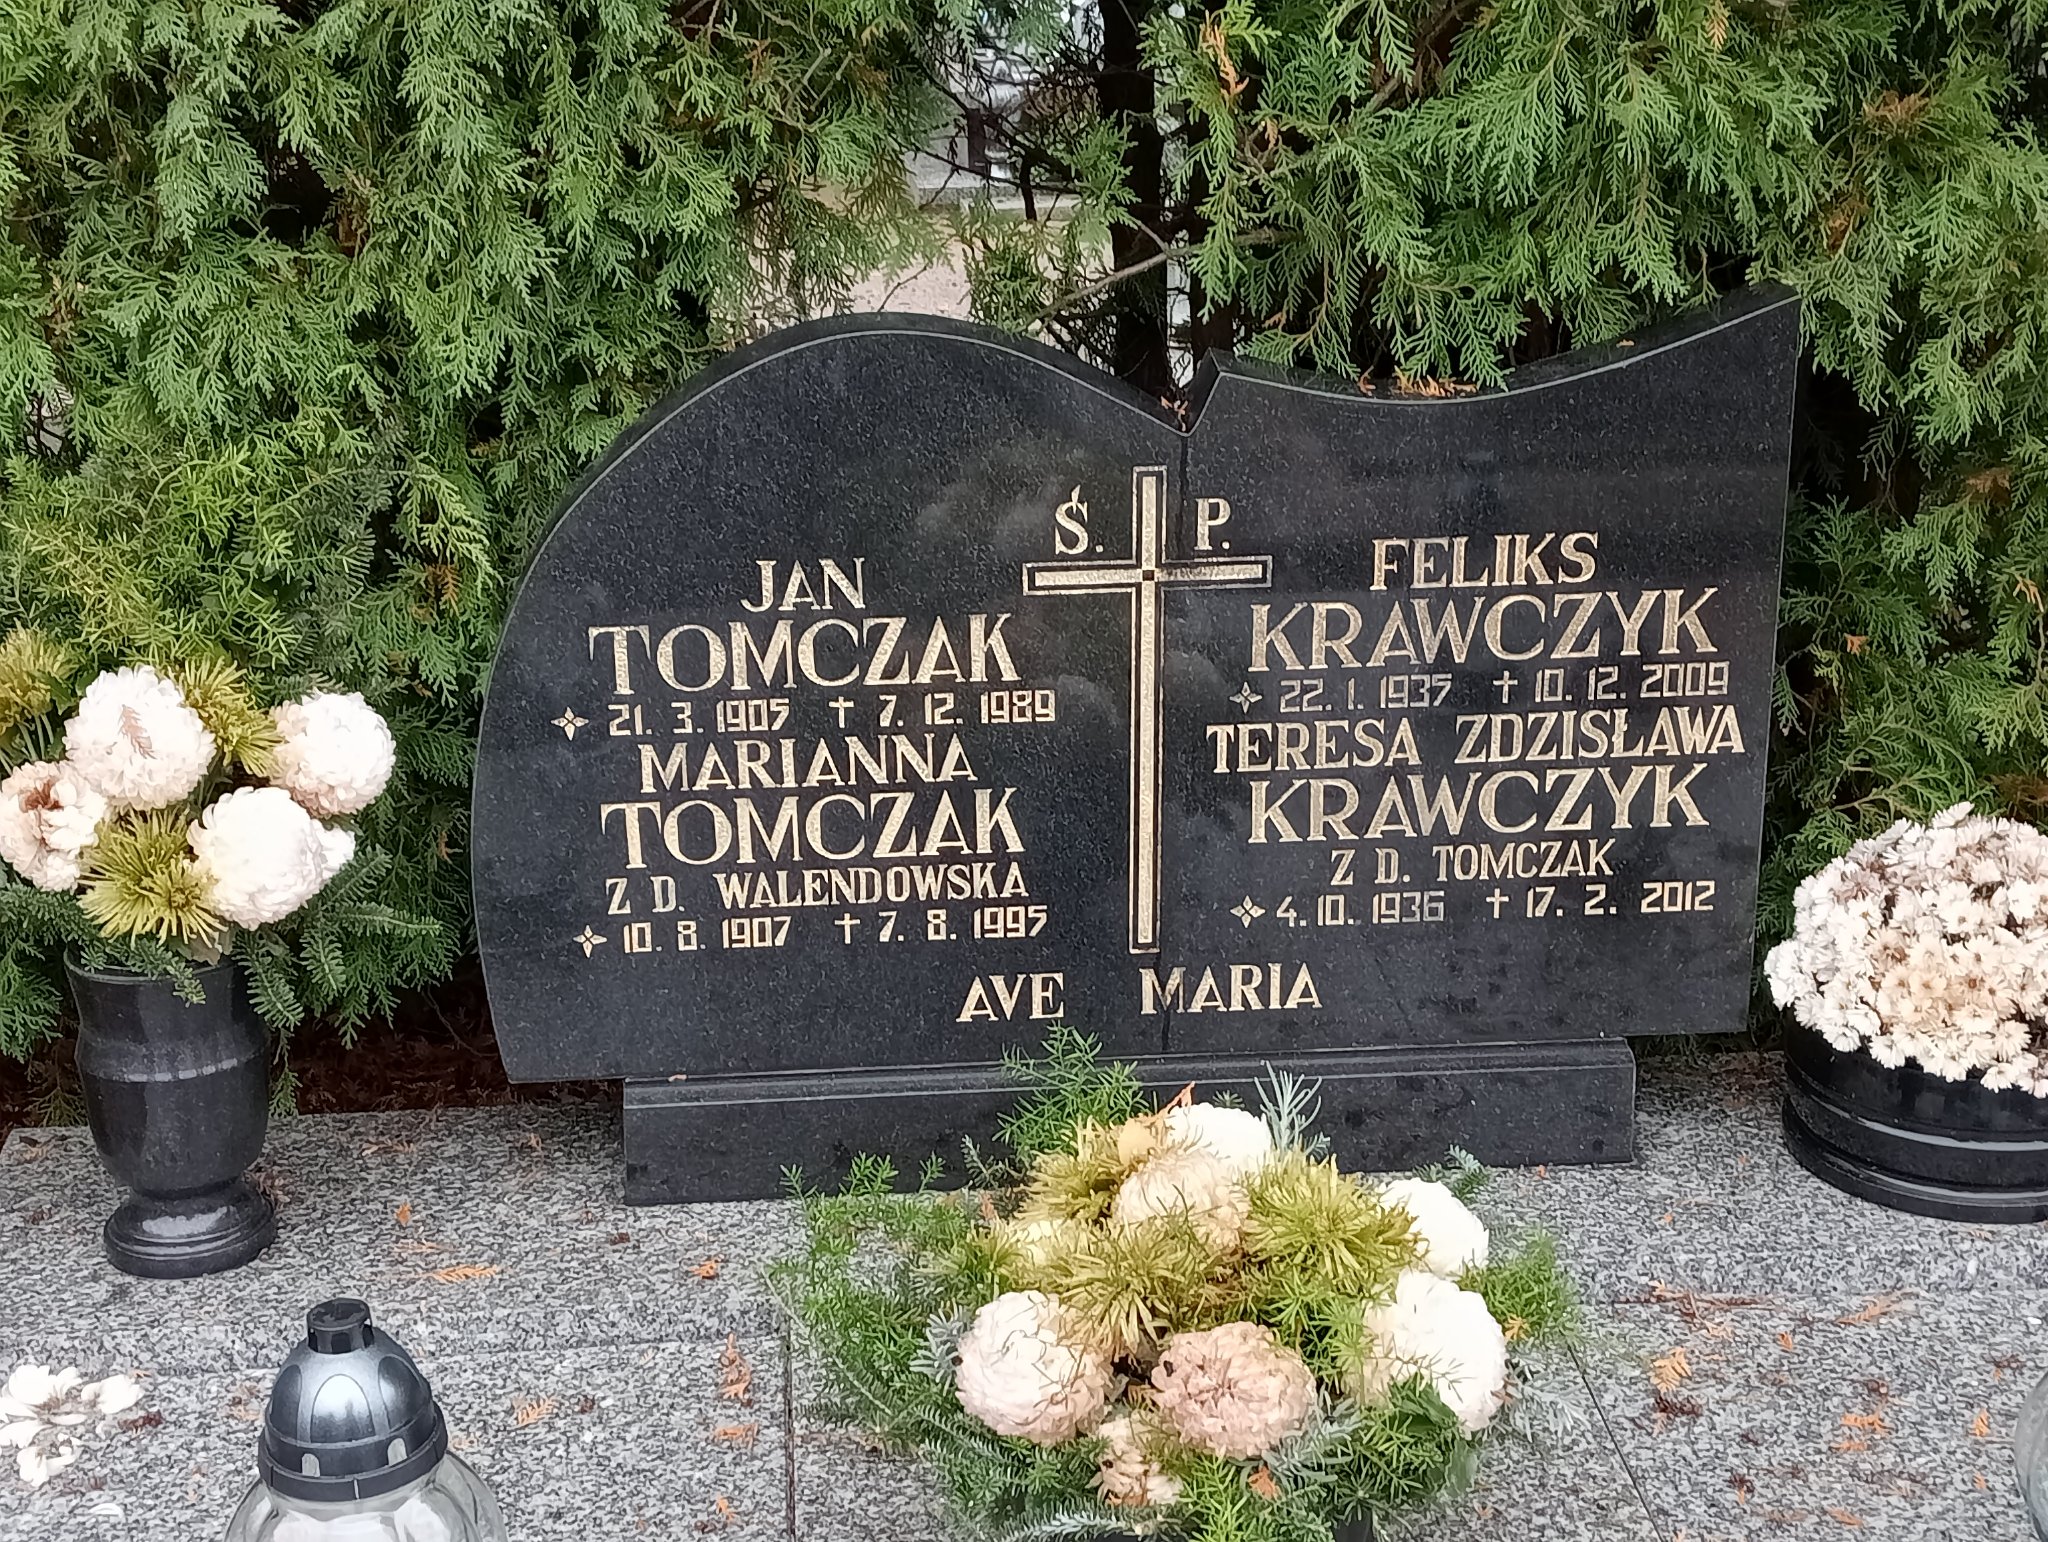 Ś. P.
JAN
TOMCZAK
21. 3. 1905 † 7. 12. 1989
MARIANNA
TOMCZAK
Z D. WALENDOWSKA
10. 8. 1907 † 7. 8. 1995
FELIKS
KRAWCZYK
22. 1. 1935 † 10. 12. 2009
TERESA ZDZISŁAWA
KRAWCZYK
Z D. TOMCZAK
4. 10. 1936 † 17. 2. 2012
AVE MARIA